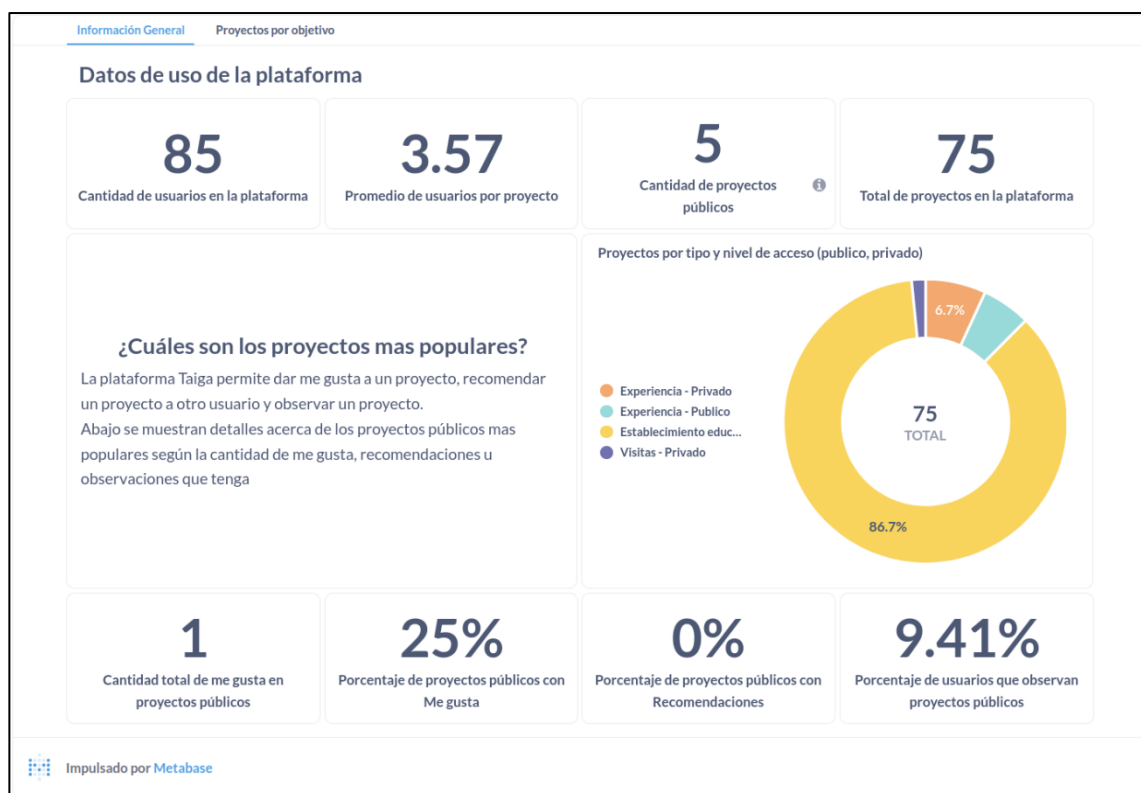 Información General
Proyectos por objetivo
Datos de uso de la plataforma
85
Cantidad de usuarios en la plataforma
3.57
Promedio de usuarios por proyecto
5
Cantidad de proyectos
públicos
75
Total de proyectos en la plataforma
¿Cuáles son los proyectos mas populares?
La plataforma Taiga permite dar me gusta a un proyecto, recomendar
un proyecto a otro usuario y observar un proyecto.
Abajo se muestran detalles acerca de los proyectos públicos mas
populares según la cantidad de me gusta, recomendaciones u
observaciones que tenga
Proyectos por tipo y nivel de acceso (publico, privado)
Experiencia - Privado
Experiencia - Publico
Establecimiento educ...
Visitas - Privado
6.7%
75
TOTAL
86.7%
1
Cantidad total de me gusta en
proyectos públicos
25%
Porcentaje de proyectos públicos con
Me gusta
0%
Porcentaje de proyectos públicos con
Recomendaciones
9.41%
Porcentaje de usuarios que observan
proyectos públicos
Impulsado por Metabase